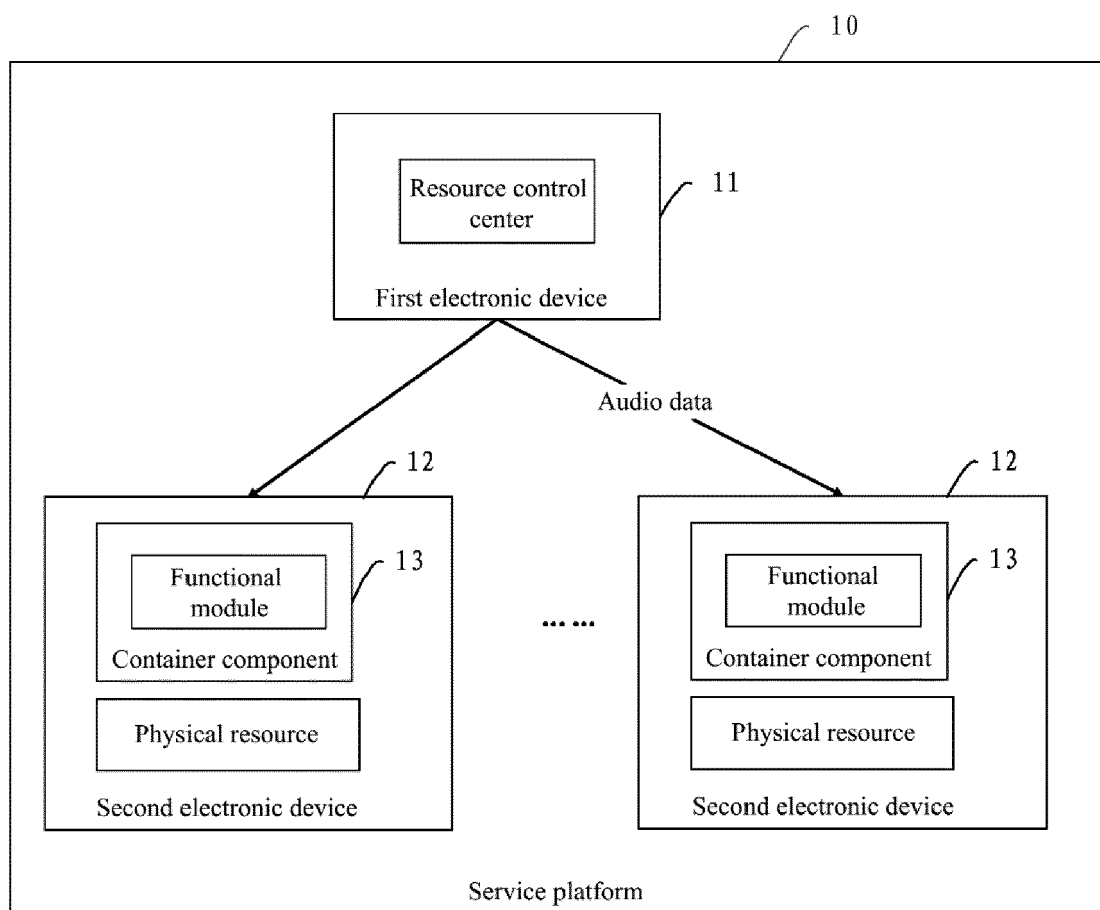 10
Resource control
center
11
First electronic device
Audio data
12
12
Functional
module
13
Container component
Physical resource
Second electronic device
... ...
Functional
module
13
Container component
Physical resource
Second electronic device
Service platform